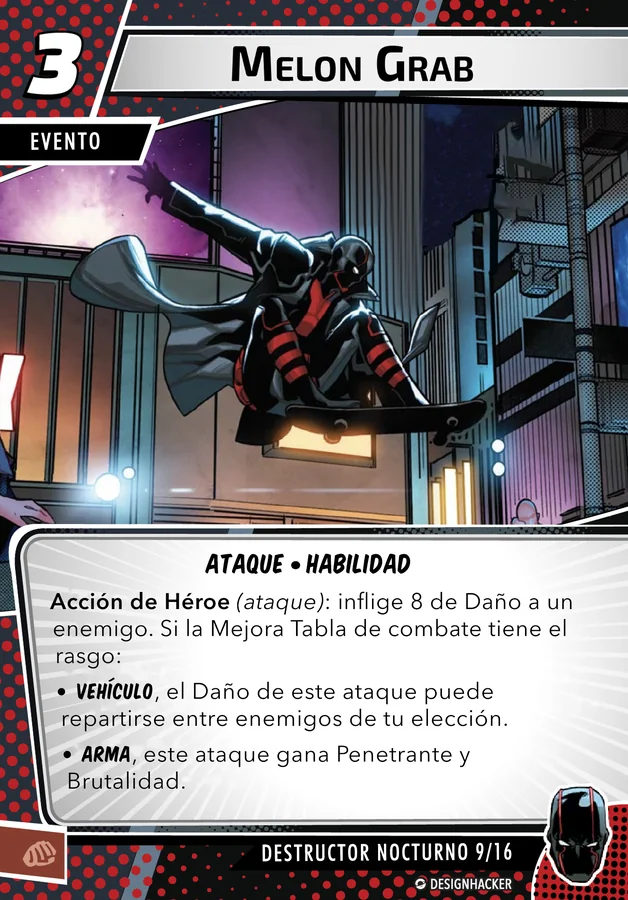 3
MELON GRAB
EVENTO
ATAQUE • HABILIDAD
Acción de Héroe (ataque): inflige 8 de Daño a un
enemigo. Si la Mejora Tabla de combate tiene el
rasgo:
• VEHÍCULO, el Daño de este ataque puede
repartirse entre enemigos de tu elección.
• ARMA, este ataque gana Penetrante y
Brutalidad.
DESTRUCTOR NOCTURNO 9/16
DESIGNHACKER